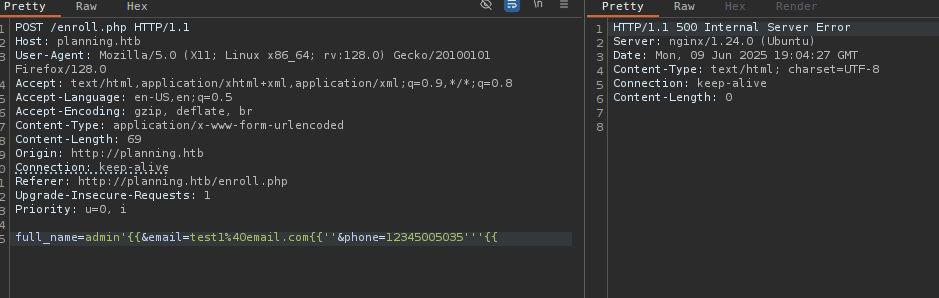 Pretty Raw Hex \n
1 POST /enroll.php HTTP/1.1
2 Host: planning.htb
3 User-Agent: Mozilla/5.0 (X11; Linux x86_64; rv:128.0) Gecko/20100101
Firefox/128.0
4 Accept: text/html,application/xhtml+xml,application/xml;q=0.9,*/*;q=0.8
5 Accept-Language: en-US,en;q=0.5
6 Accept-Encoding: gzip, deflate, br
7 Content-Type: application/x-www-form-urlencoded
8 Content-Length: 69
9 Origin: http://planning.htb
0 Connection: keep-alive
1 Referer: http://planning.htb/enroll.php
2 Upgrade-Insecure-Requests: 1
3 Priority: u=0, i
4
5 full_name=admin'{{&email=test1%40email.com{{''&phone=12345005035'''{{
Pretty Raw Hex Render
1 HTTP/1.1 500 Internal Server Error
2 Server: nginx/1.24.0 (Ubuntu)
3 Date: Mon, 09 Jun 2025 19:04:27 GMT
4 Content-Type: text/html; charset=UTF-8
5 Connection: keep-alive
6 Content-Length: 0
7
8